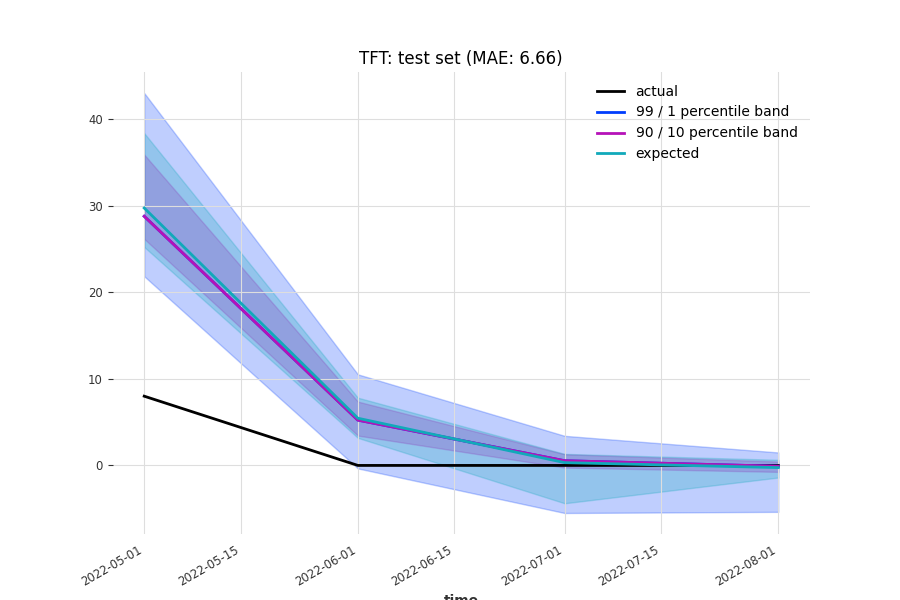 TFT: test set (MAE: 6.66)
actual
99 / 1 percentile band
90 / 10 percentile band
expected
40
30
20
10
0
2022-05-01
2022-05-15
2022-06-01
2022-06-15
2022-07-01
2022-07-15
2022-08-01
time